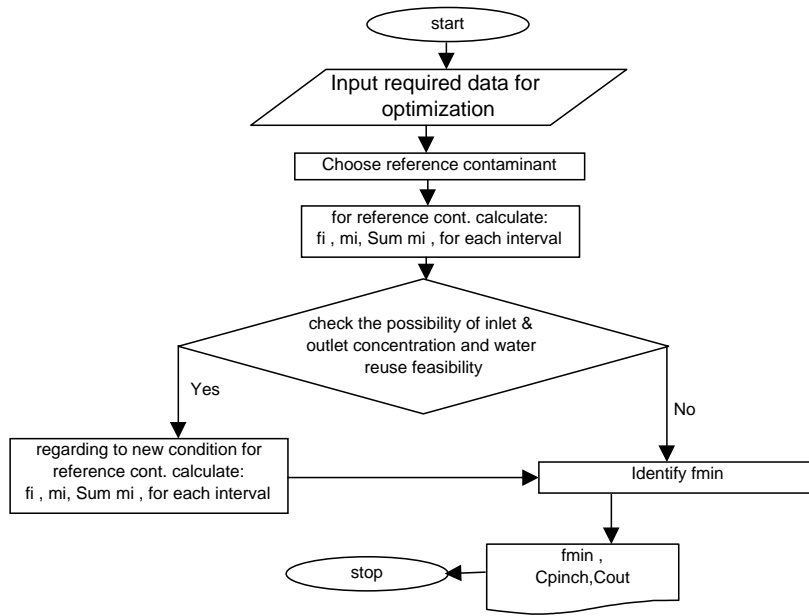 start
Input required data for
optimization
Choose reference contaminant
for reference cont. calculate:
fi , mi, Sum mi , for each interval
check the possibility of inlet &
outlet concentration and water
reuse feasibility
Yes
No
regarding to new condition for
reference cont. calculate:
fi , mi, Sum mi , for each interval
Identify fmin
fmin ,
Cpinch,Cout
stop